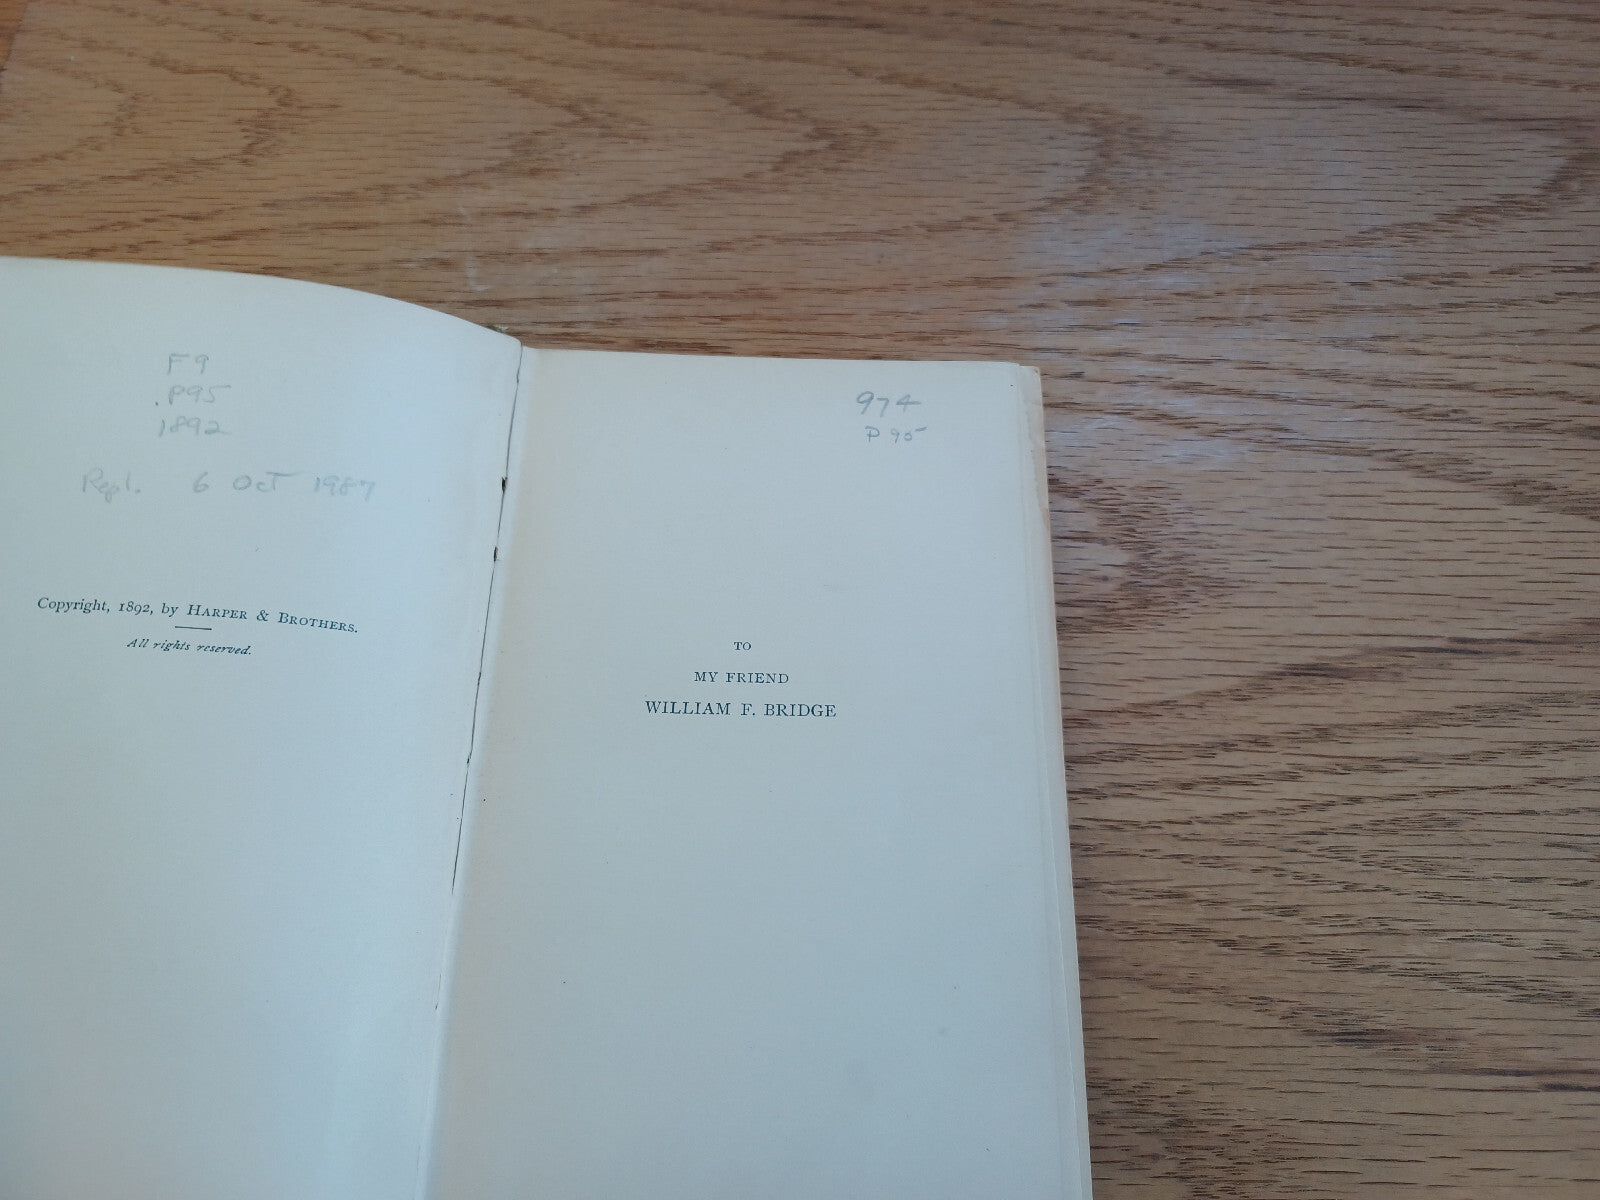 F9
.P95
1892
Repl. 6 Oct 1987
Copyright, 1892, by HARPER & BROTHERS.
All rights reserved.
974
P95
TO
MY FRIEND
WILLIAM F. BRIDGE